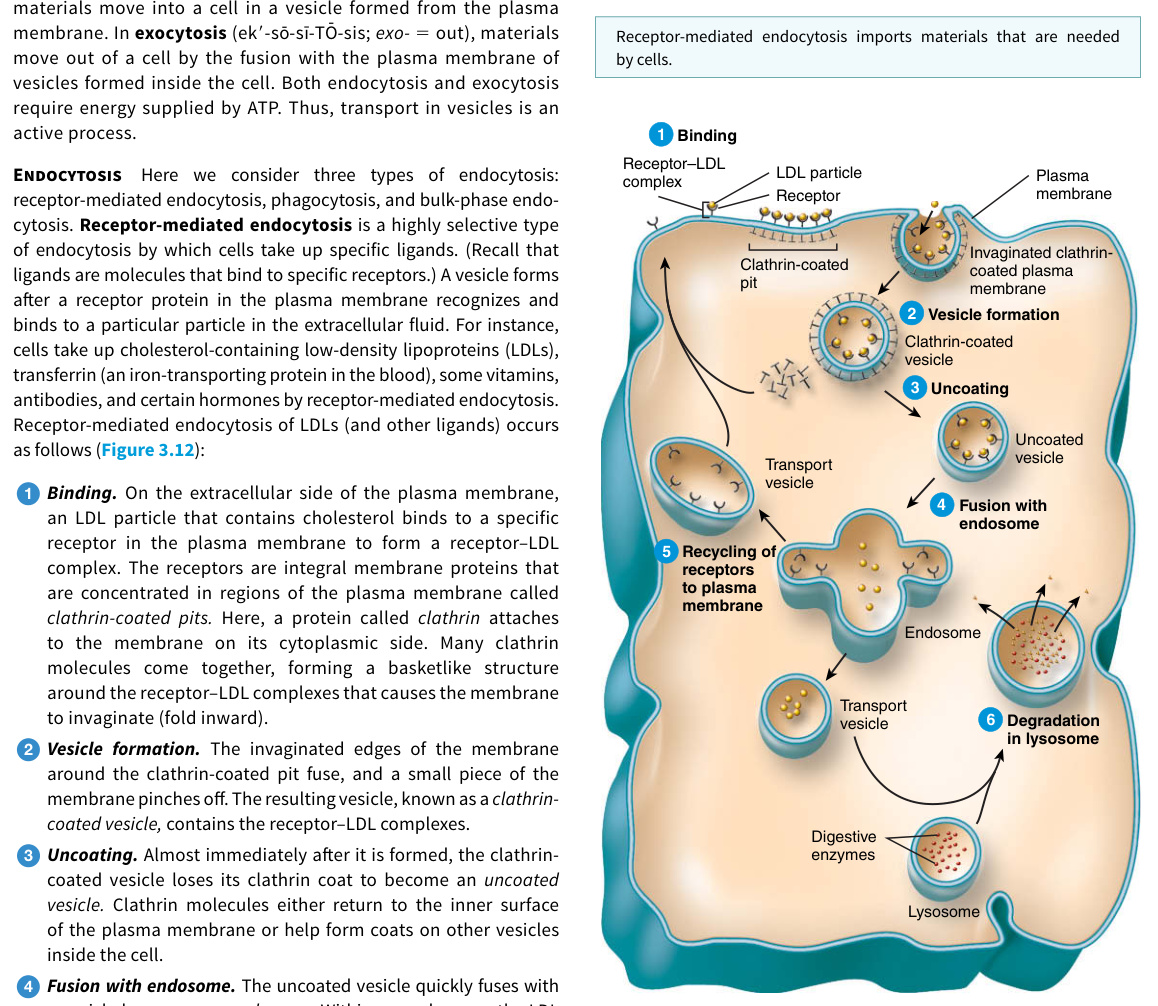 materials move into a cell in a vesicle formed from the plasma
membrane. In exocytosis (ek′-sō-sī-TŌ-sis; exo- = out), materials
move out of a cell by the fusion with the plasma membrane of
vesicles formed inside the cell. Both endocytosis and exocytosis
require energy supplied by ATP. Thus, transport in vesicles is an
active process.
ENDOCYTOSIS Here we consider three types of endocytosis:
receptor-mediated endocytosis, phagocytosis, and bulk-phase endo-
cytosis. Receptor-mediated endocytosis is a highly selective type
of endocytosis by which cells take up specific ligands. (Recall that
ligands are molecules that bind to specific receptors.) A vesicle forms
after a receptor protein in the plasma membrane recognizes and
binds to a particular particle in the extracellular fluid. For instance,
cells take up cholesterol-containing low-density lipoproteins (LDLs),
transferrin (an iron-transporting protein in the blood), some vitamins,
antibodies, and certain hormones by receptor-mediated endocytosis.
Receptor-mediated endocytosis of LDLs (and other ligands) occurs
as follows (Figure 3.12):
1 Binding. On the extracellular side of the plasma membrane,
an LDL particle that contains cholesterol binds to a specific
receptor in the plasma membrane to form a receptor–LDL
complex. The receptors are integral membrane proteins that
are concentrated in regions of the plasma membrane called
clathrin-coated pits. Here, a protein called clathrin attaches
to the membrane on its cytoplasmic side. Many clathrin
molecules come together, forming a basketlike structure
around the receptor–LDL complexes that causes the membrane
to invaginate (fold inward).
2 Vesicle formation. The invaginated edges of the membrane
around the clathrin-coated pit fuse, and a small piece of the
membrane pinches off. The resulting vesicle, known as a clathrin-
coated vesicle, contains the receptor–LDL complexes.
3 Uncoating. Almost immediately after it is formed, the clathrin-
coated vesicle loses its clathrin coat to become an uncoated
vesicle. Clathrin molecules either return to the inner surface
of the plasma membrane or help form coats on other vesicles
inside the cell.
4 Fusion with endosome. The uncoated vesicle quickly fuses with
Receptor-mediated endocytosis imports materials that are needed
by cells.
1 Binding
Receptor–LDL
complex
LDL particle
Receptor
Plasma
membrane
Clathrin-coated
pit
Invaginated clathrin-
coated plasma
membrane
2 Vesicle formation
Clathrin-coated
vesicle
3 Uncoating
Uncoated
vesicle
Transport
vesicle
4 Fusion with
endosome
5 Recycling of
receptors
to plasma
membrane
Endosome
Transport
vesicle
6 Degradation
in lysosome
Digestive
enzymes
Lysosome